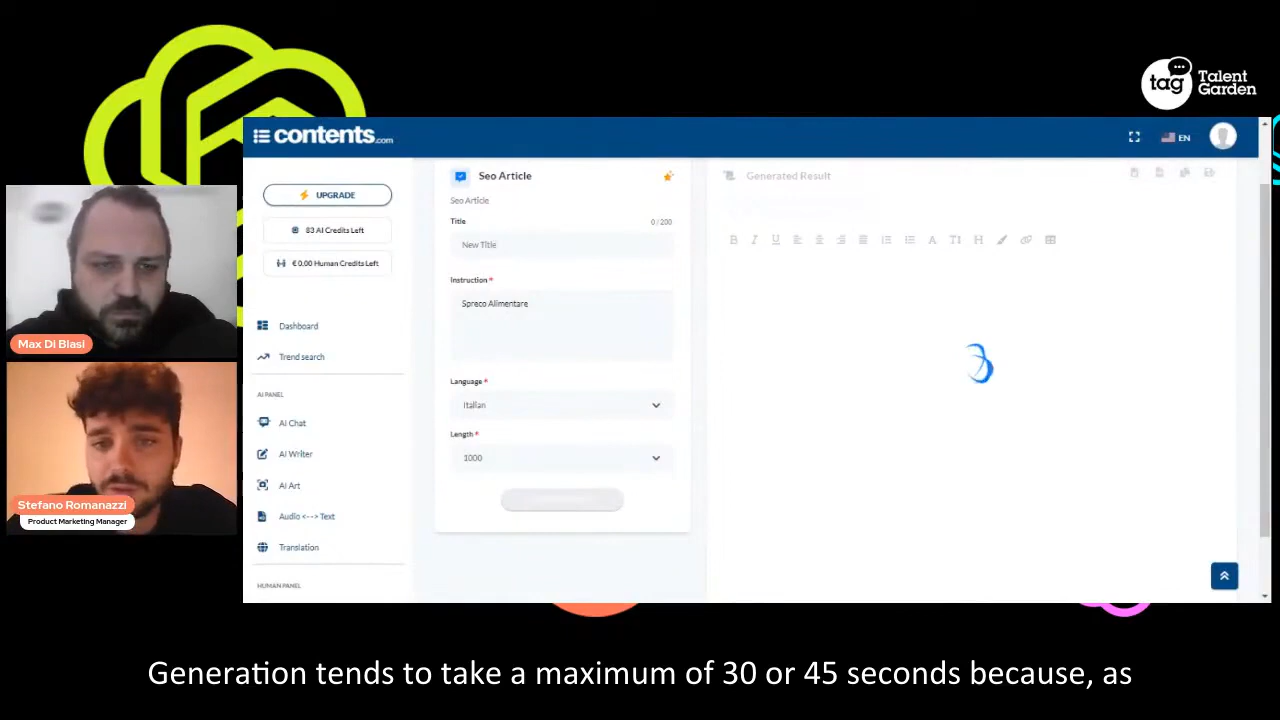 tag
Talent
Garden
contents.com
EN
UPGRADE
83 AI Credits Left
€ 0,00 Human Credits Left
Dashboard
Trend search
AI PANEL
AI Chat
AI Writer
AI Art
Audio <--> Text
Translation
HUMAN PANEL
Seo Article
Seo Article
Title 0 / 200
New Title
Instruction *
Spreco Alimentare
Language *
Italian
Length *
1000
Generated Result
Max Di Blasi
Stefano Romanazzi
Product Marketing Manager
Generation tends to take a maximum of 30 or 45 seconds because, as